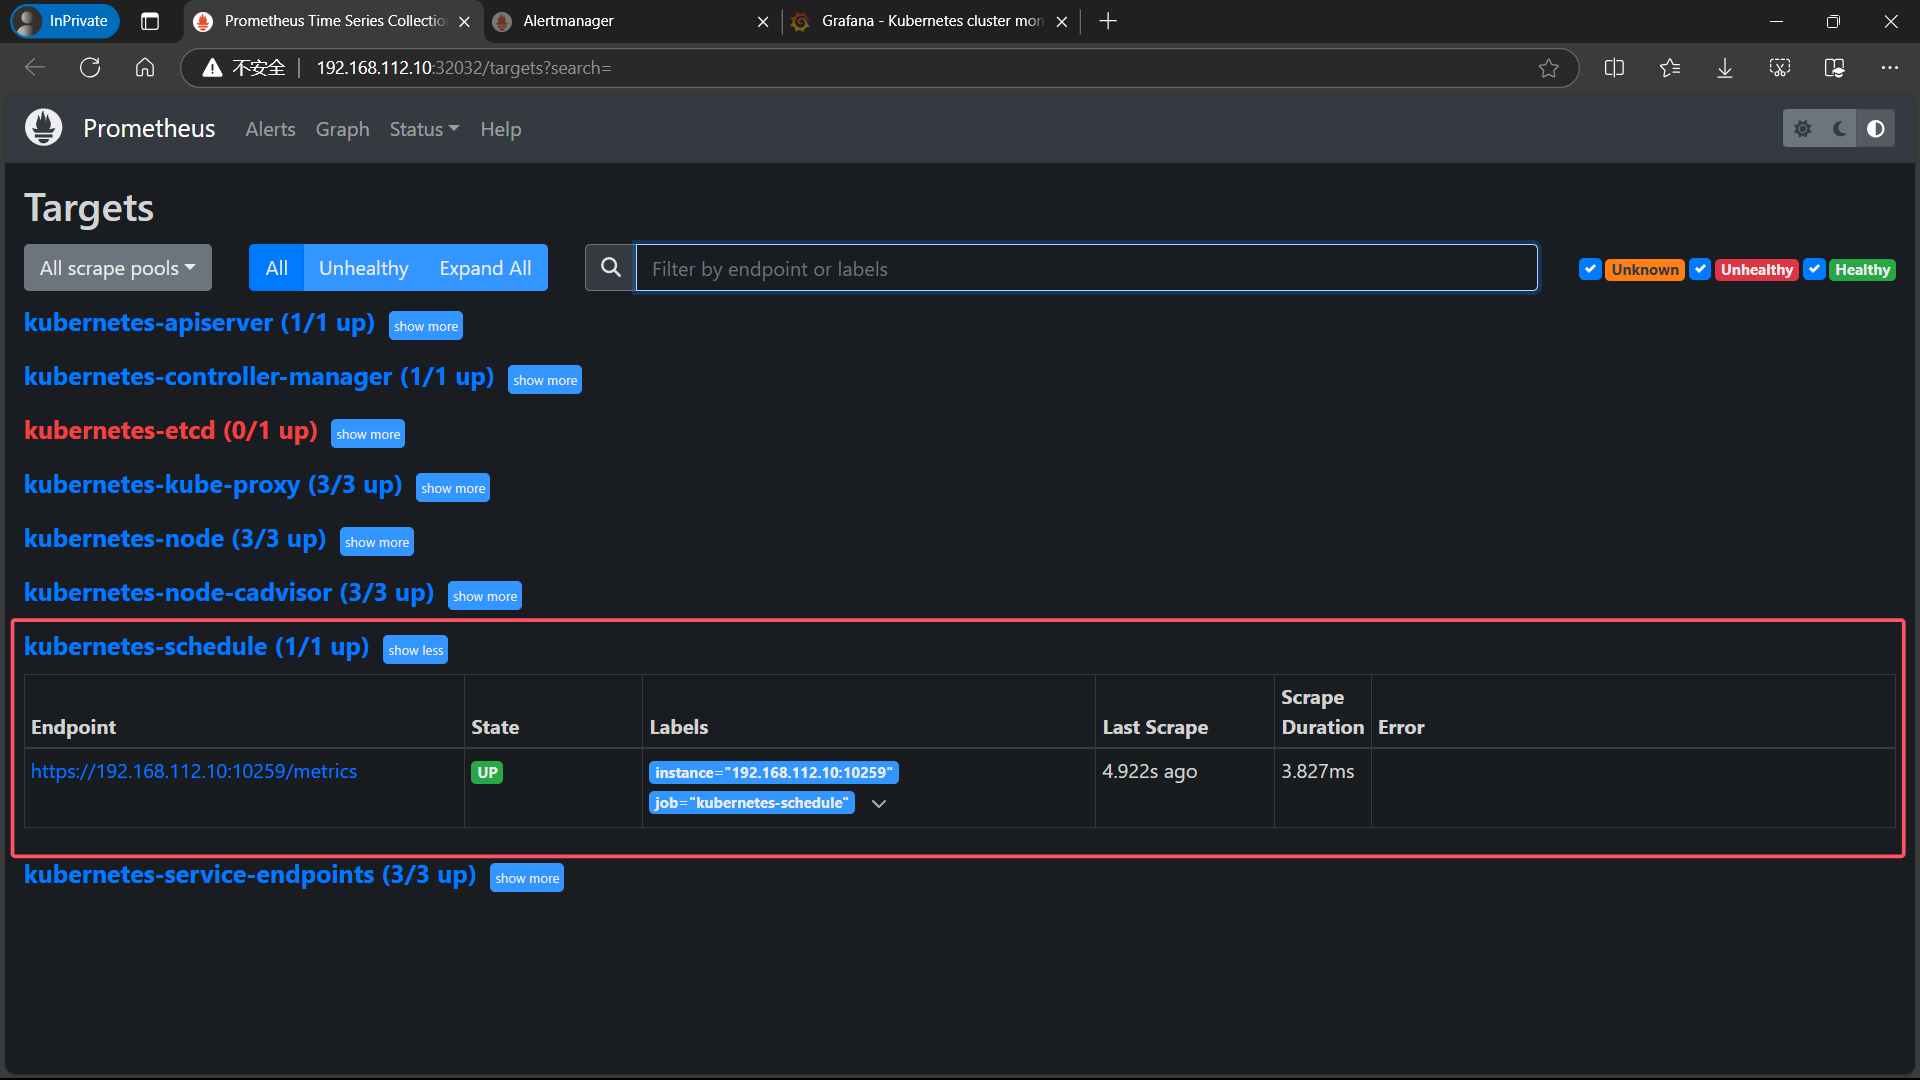 InPrivate
Prometheus Time Series Collectio
Alertmanager
Grafana - Kubernetes cluster mon
不安全
192.168.112.10:32032/targets?search=
Prometheus
Alerts
Graph
Status
Help
Targets
All scrape pools
All
Unhealthy
Expand All
Filter by endpoint or labels
Unknown
Unhealthy
Healthy
kubernetes-apiserver (1/1 up) show more
kubernetes-controller-manager (1/1 up) show more
kubernetes-etcd (0/1 up) show more
kubernetes-kube-proxy (3/3 up) show more
kubernetes-node (3/3 up) show more
kubernetes-node-cadvisor (3/3 up) show more
kubernetes-schedule (1/1 up) show less
Endpoint
State
Labels
Last Scrape
Scrape
Duration
Error
https://192.168.112.10:10259/metrics
UP
instance="192.168.112.10:10259"
job="kubernetes-schedule"
4.922s ago
3.827ms
kubernetes-service-endpoints (3/3 up) show more